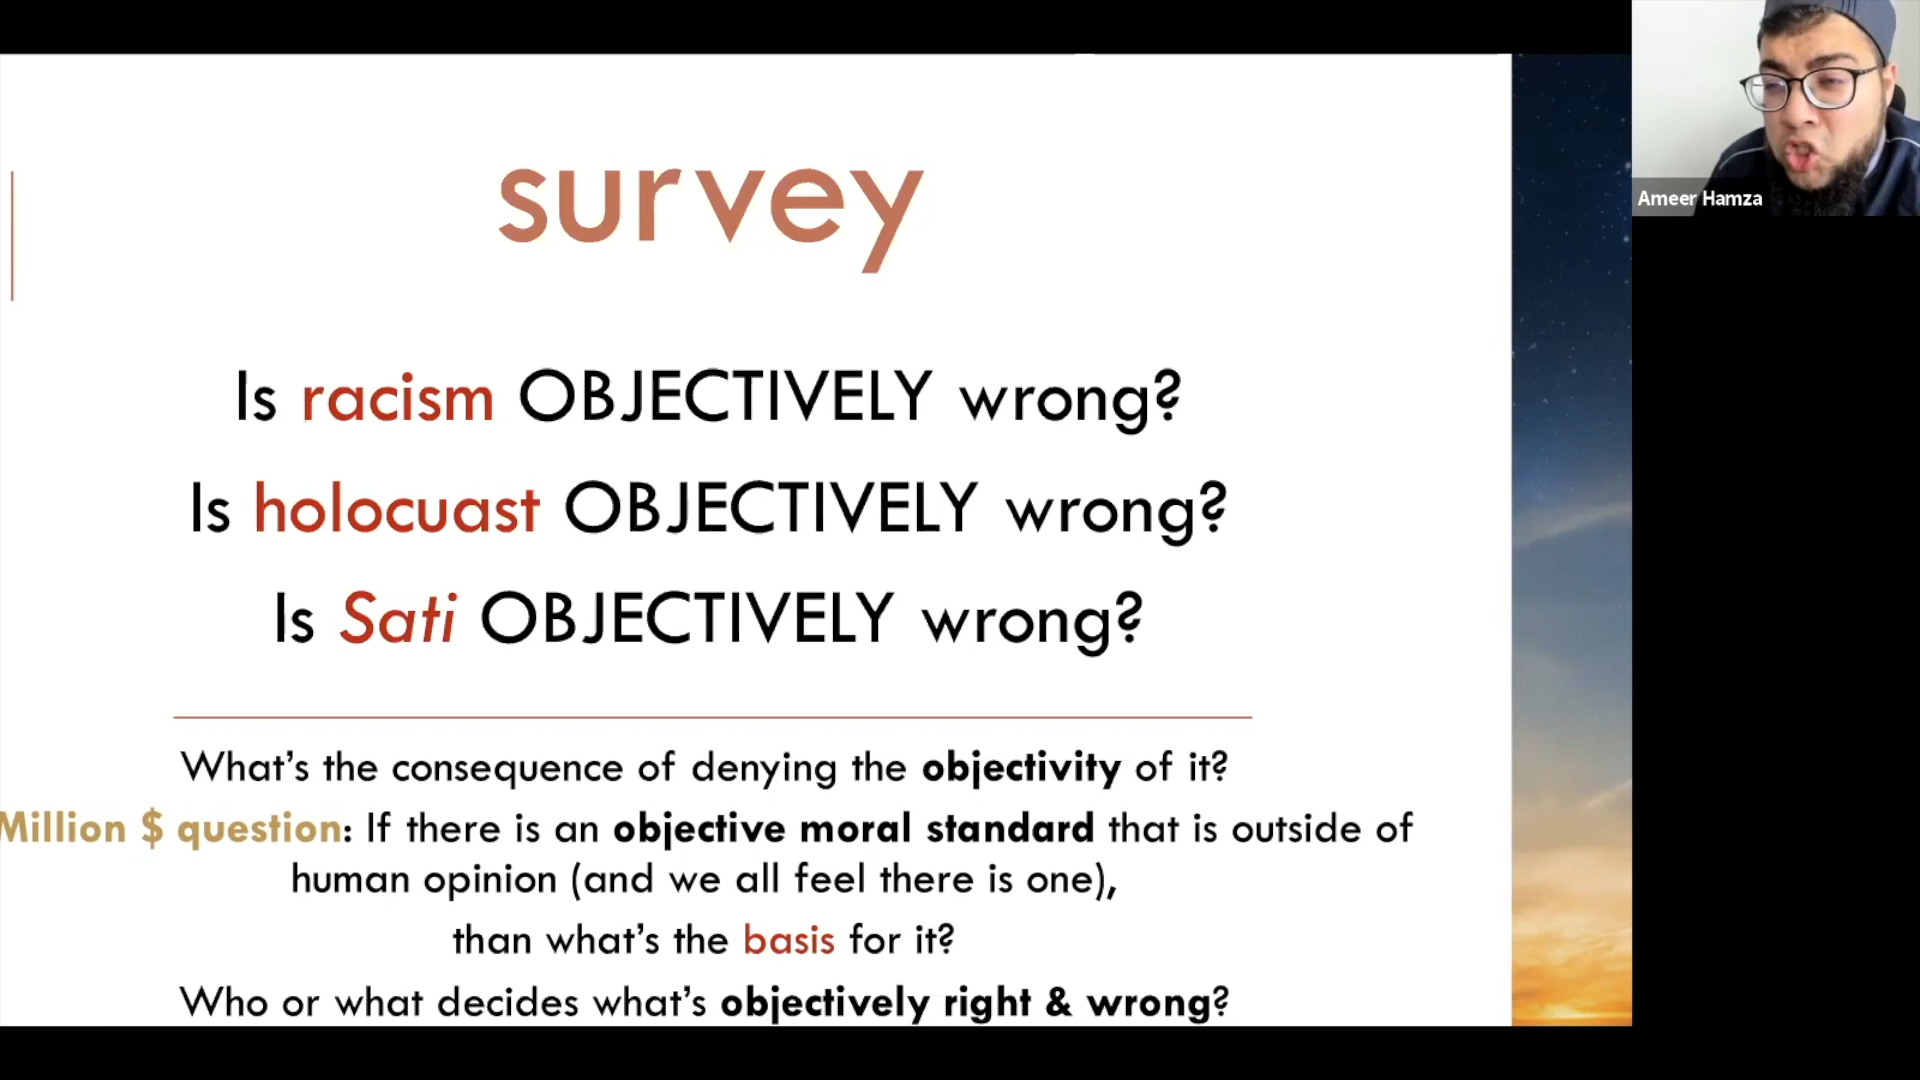 survey
Is racism OBJECTIVELY wrong?
Is holocuast OBJECTIVELY wrong?
Is Sati OBJECTIVELY wrong?
What's the consequence of denying the objectivity of it?
Million $ question: If there is an objective moral standard that is outside of
human opinion (and we all feel there is one),
than what's the basis for it?
Who or what decides what's objectively right & wrong?
Ameer Hamza